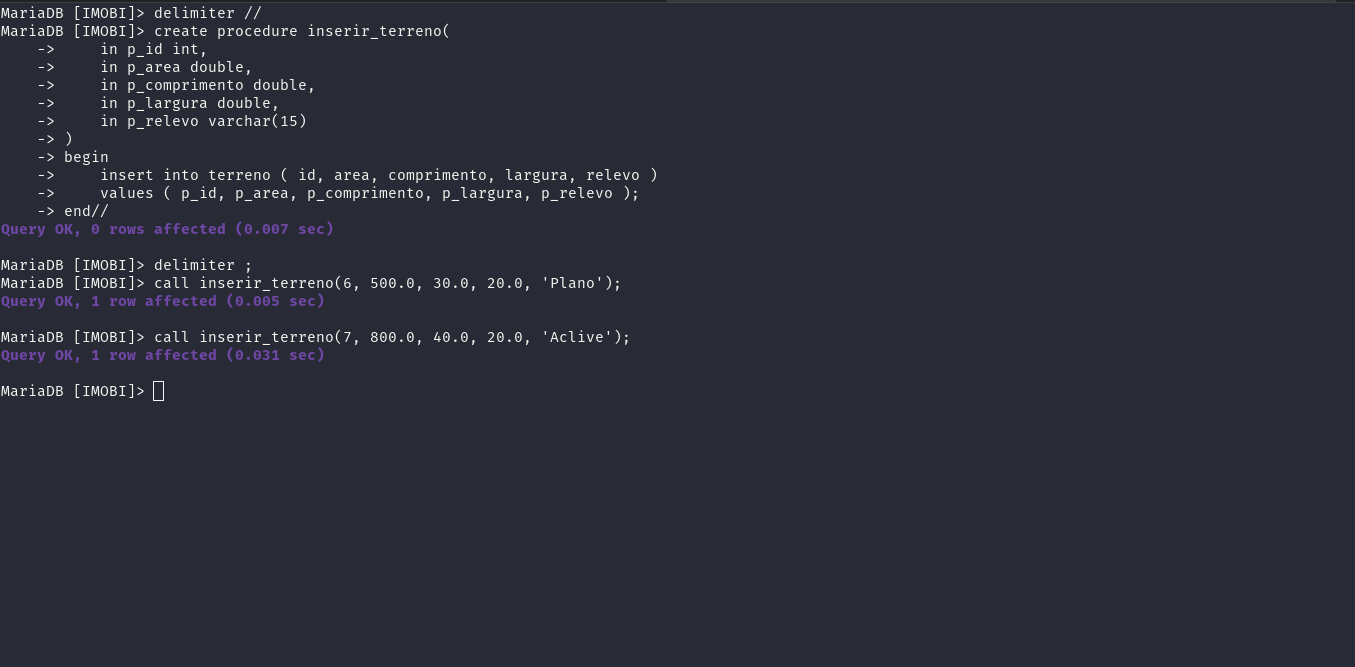 MariaDB [IMOBI]> delimiter //
MariaDB [IMOBI]> create procedure inserir_terreno(
    ->     in p_id int,
    ->     in p_area double,
    ->     in p_comprimento double,
    ->     in p_largura double,
    ->     in p_relevo varchar(15)
    -> )
    -> begin
    ->     insert into terreno ( id, area, comprimento, largura, relevo )
    ->     values ( p_id, p_area, p_comprimento, p_largura, p_relevo );
    -> end//
Query OK, 0 rows affected (0.007 sec)

MariaDB [IMOBI]> delimiter ;
MariaDB [IMOBI]> call inserir_terreno(6, 500.0, 30.0, 20.0, 'Plano');
Query OK, 1 row affected (0.005 sec)

MariaDB [IMOBI]> call inserir_terreno(7, 800.0, 40.0, 20.0, 'Aclive');
Query OK, 1 row affected (0.031 sec)

MariaDB [IMOBI]>